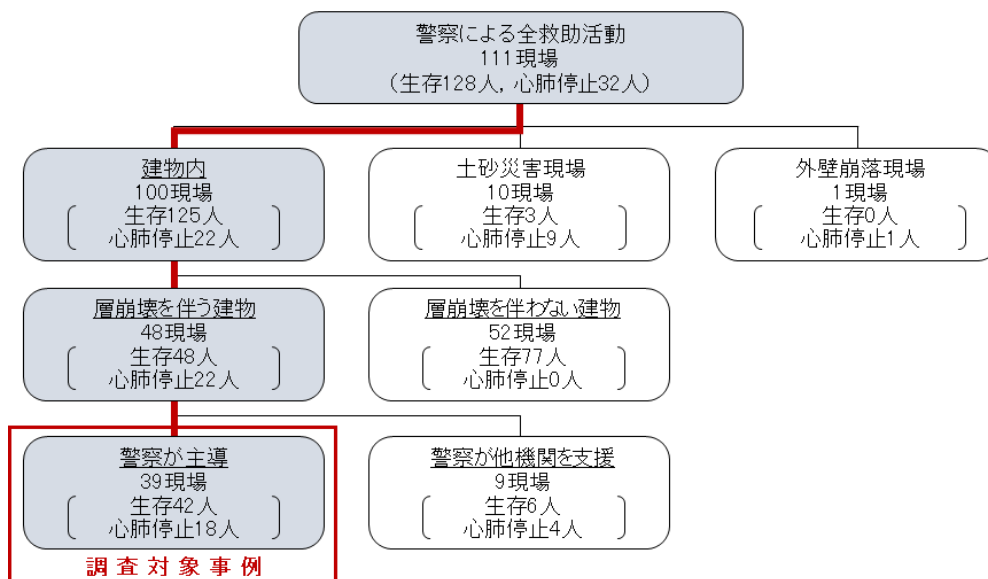 警察による全救助活動
111現場
(生存128人, 心肺停止32人)
建物内
100現場
生存125人
心肺停止22人
土砂災害現場
10現場
生存3人
心肺停止9人
外壁崩落現場
1現場
生存0人
心肺停止1人
層崩壊を伴う建物
48現場
生存48人
心肺停止22人
層崩壊を伴わない建物
52現場
生存77人
心肺停止0人
警察が主導
39現場
生存42人
心肺停止18人
警察が他機関を支援
9現場
生存6人
心肺停止4人
調査対象事例